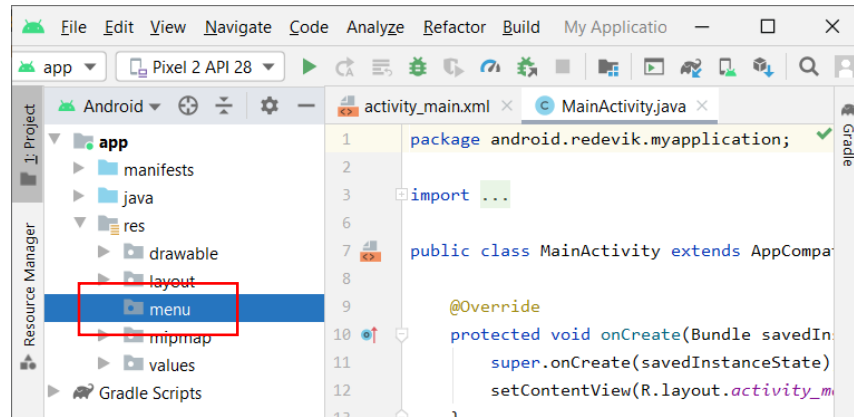 File Edit View Navigate Code Analyze Refactor Build My Applicatio
app Pixel 2 API 28
Android activity_main.xml MainActivity.java
1: Project
Resource Manager
app
manifests
java
res
drawable
layout
menu
mipmap
values
Gradle Scripts
1 package android.redevik.myapplication;
2
3 import ...
6
7 public class MainActivity extends AppCompa
8
9 @Override
10 protected void onCreate(Bundle savedIn
11 super.onCreate(savedInstanceState)
12 setContentView(R.layout.activity_m
13 }
Gradle